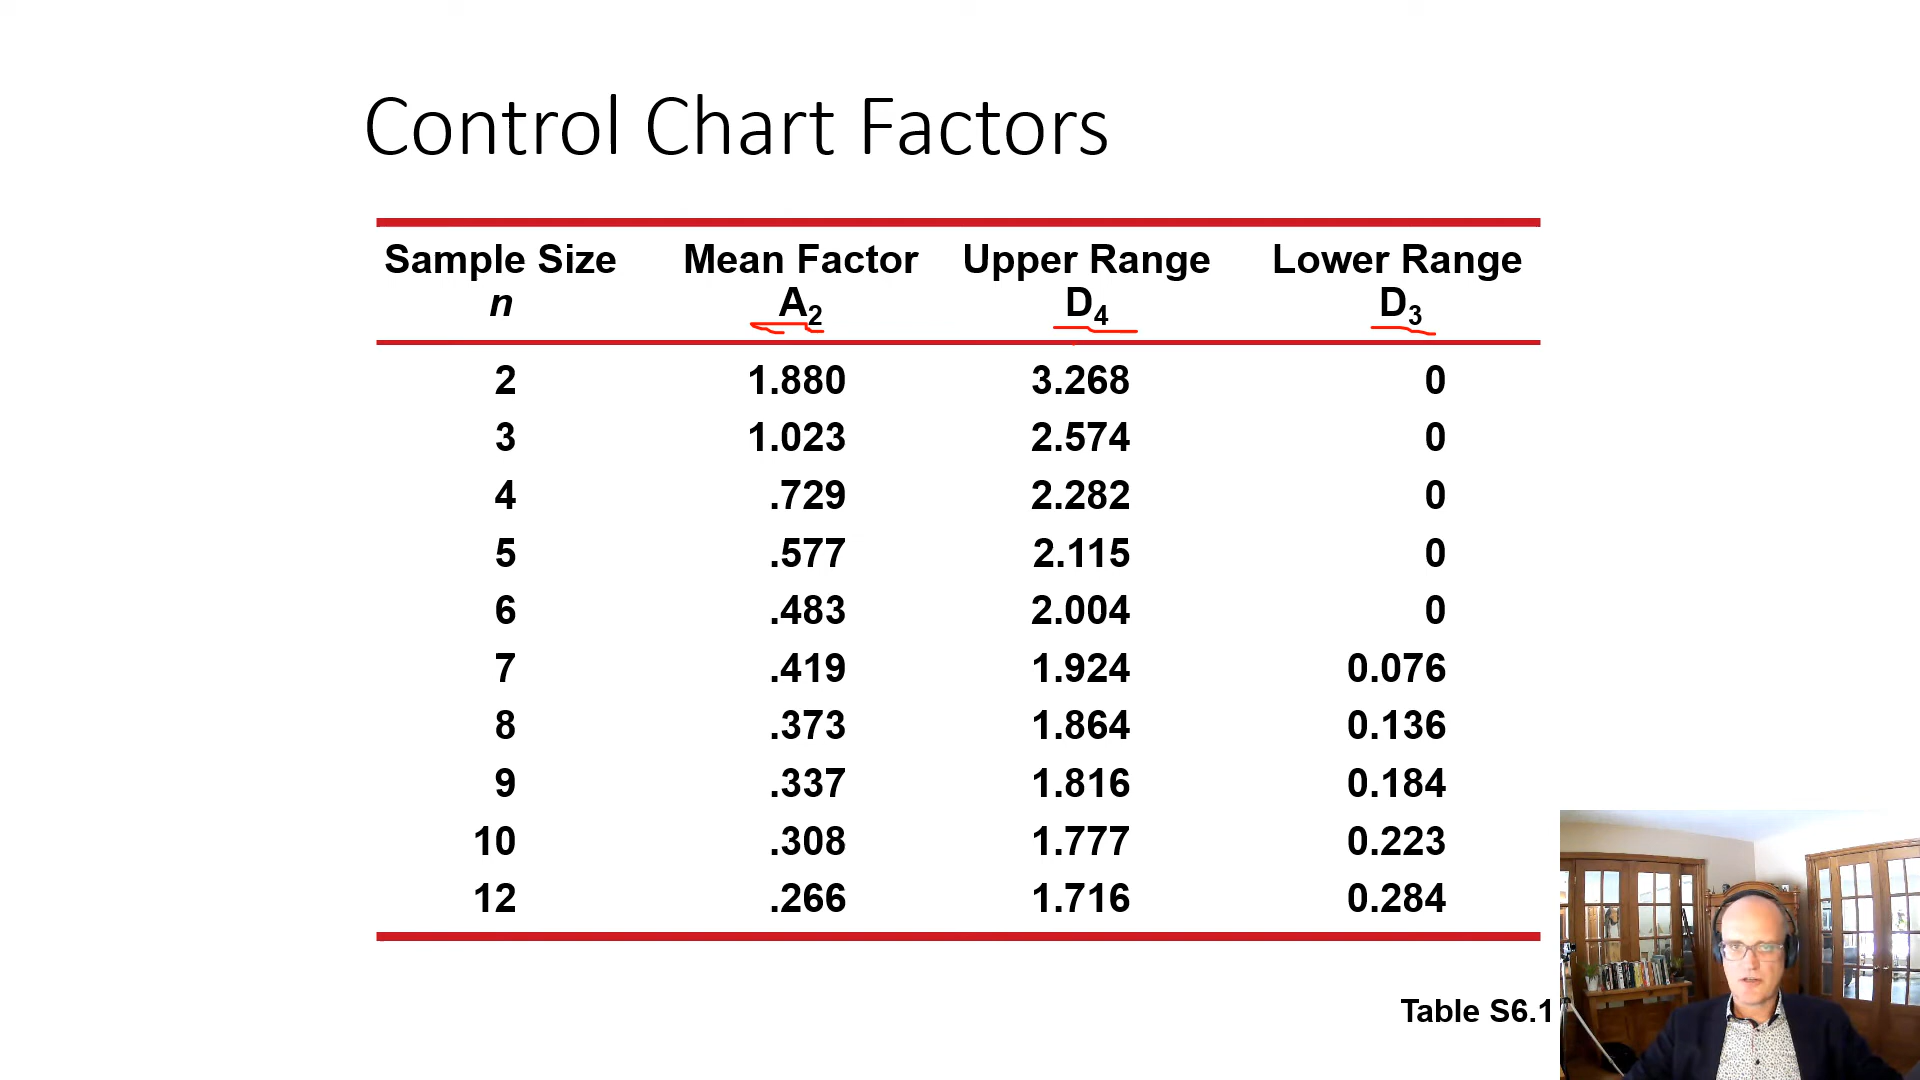 Control Chart Factors
Sample Size Mean Factor Upper Range Lower Range
n A₂ D₄ D₃
2 1.880 3.268 0
3 1.023 2.574 0
4 .729 2.282 0
5 .577 2.115 0
6 .483 2.004 0
7 .419 1.924 0.076
8 .373 1.864 0.136
9 .337 1.816 0.184
10 .308 1.777 0.223
12 .266 1.716 0.284
Table S6.1